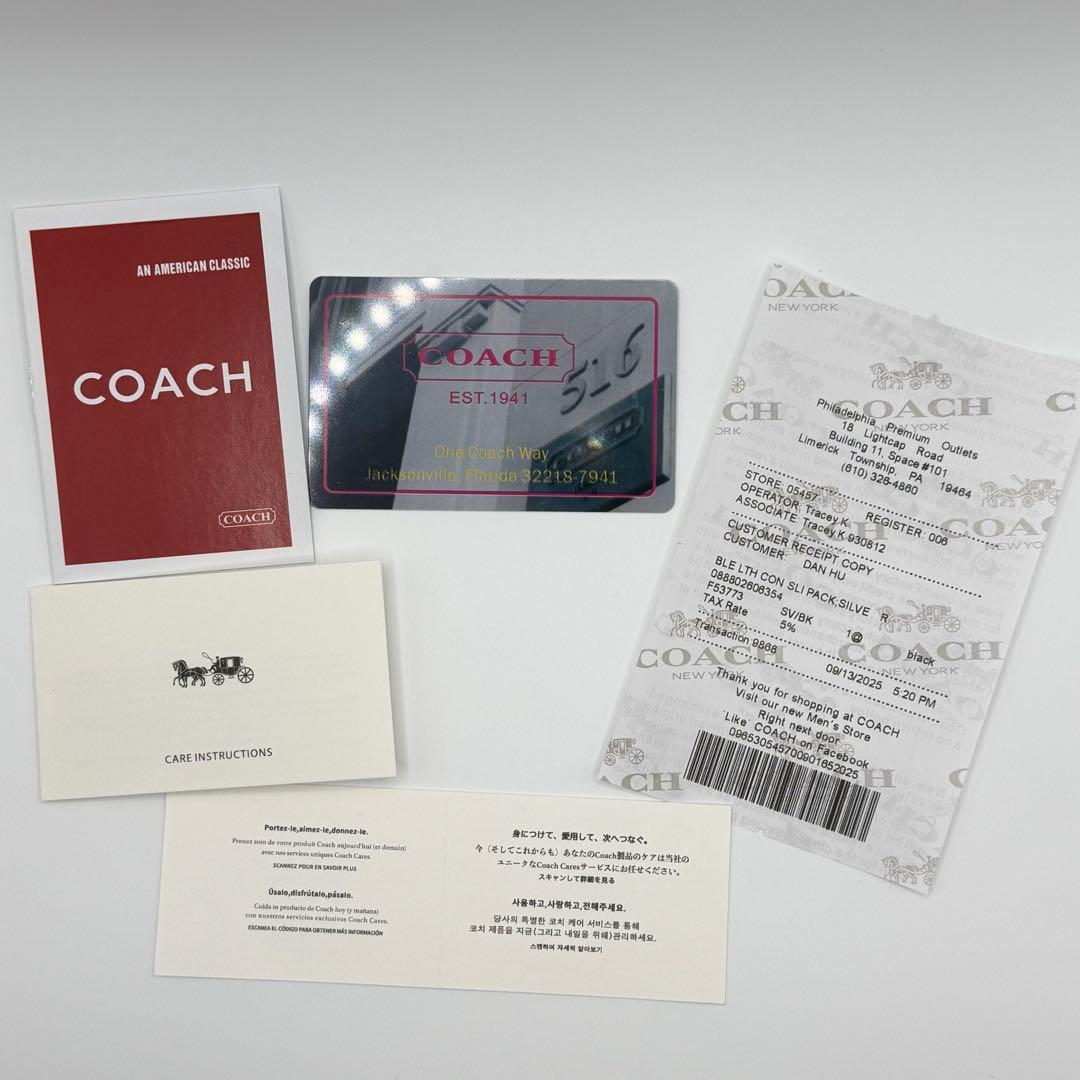 AN AMERICAN CLASSIC
COACH
COACH
COACH
EST.1941
516
One Coach Way
Jacksonville, Florida 32218-7941
CARE INSTRUCTIONS
Portez-le,aimez-le,donnez-le.
Prenez soin de votre produit Coach aujourd'hui (et demain)
avec nos services uniques Coach Cares.
SCANNEZ POUR EN SAVOIR PLUS
Úsalo,disfrútalo,pásalo.
Cuida tu producto de Coach hoy (y mañana)
con nuestros servicios exclusivos Coach Cares.
ESCANEA EL CÓDIGO PARA OBTENER MÁS INFORMACIÓN
身につけて、愛用して、次へつなぐ。
今（そしてこれからも）あなたのCoach製品のケアは当社の
ユニークなCoach Caresサービスにお任せください。
スキャンして詳細を見る
사용하고,사랑하고,전해주세요.
당사의 특별한 코치 케어 서비스를 통해
코치 제품을 지금(그리고 내일을 위해)관리하세요.
스캔하여 자세히 알아보기
COACH
NEW YORK
Philadelphia Premium Outlets
18 Lightcap Road
Building 11, Space #101
Limerick Township, PA 19464
(610) 326-4860
STORE: 05457 REGISTER: 006
OPERATOR: Tracey K
ASSOCIATE: Tracey K 930812
CUSTOMER RECEIPT COPY
CUSTOMER: DAN HU
BLE LTH CON SLI PACK;SILVE R
088802606354
F53773 SV/BK 1@ black
TAX Rate 5%
Transaction 9868 09/13/2025 5:20 PM
Thank you for shopping at COACH
Visit our new Men's Store
Right next door
'Like' COACH on Facebook
096530545700901652025
COACH
NEW YORK
COACH
NEW YORK